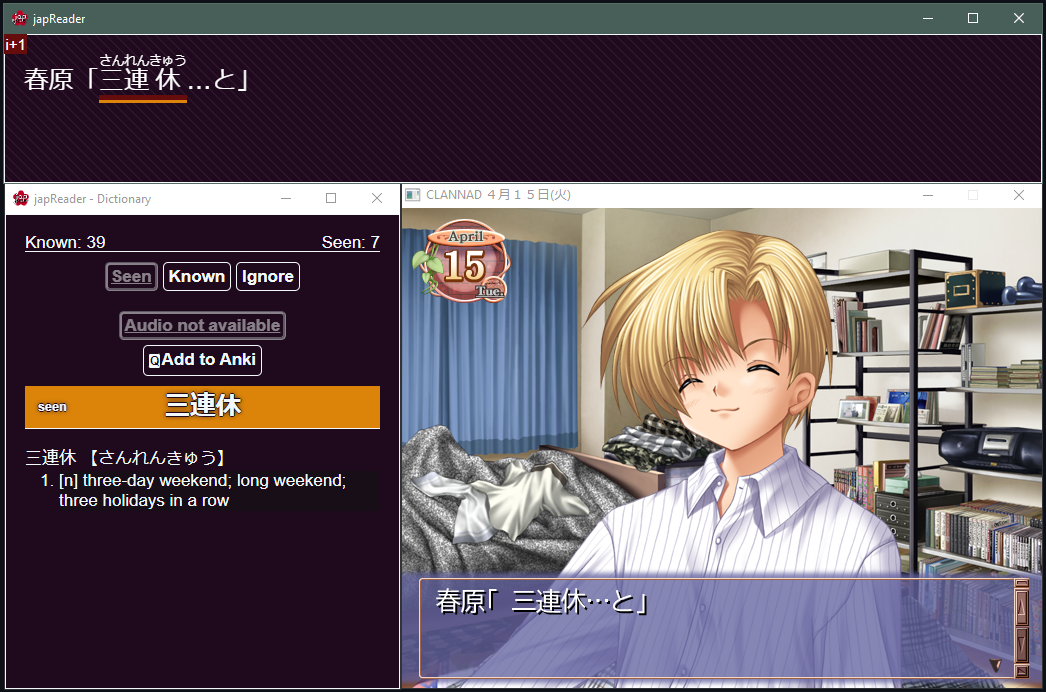 japReader
i+1
さんれんきゅう
春原「三連休…と」
japReader - Dictionary
Known: 39 Seen: 7
Seen Known Ignore
Audio not available
Add to Anki
seen 三連休
三連休 【さんれんきゅう】
1. [n] three-day weekend; long weekend;
three holidays in a row
CLANNAD ４月１５日(火)
April
15
Tue.
春原「 三連休…と」